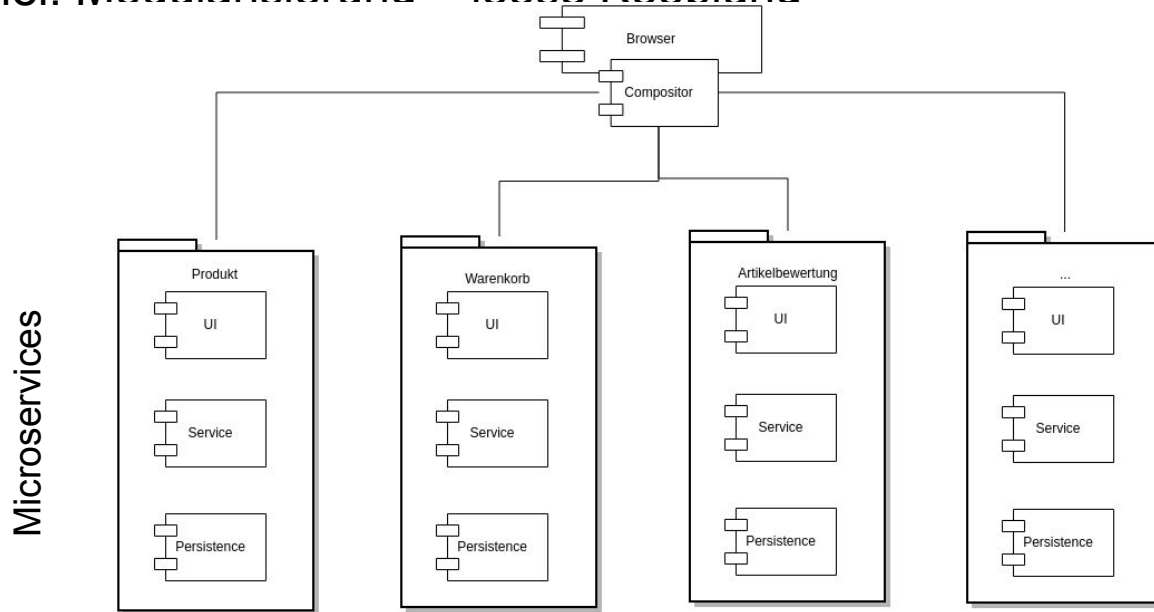 Browser
Compositor
Produkt
UI
Service
Persistence
Warenkorb
UI
Service
Persistence
Artikelbewertung
UI
Service
Persistence
...
UI
Service
Persistence
Microservices